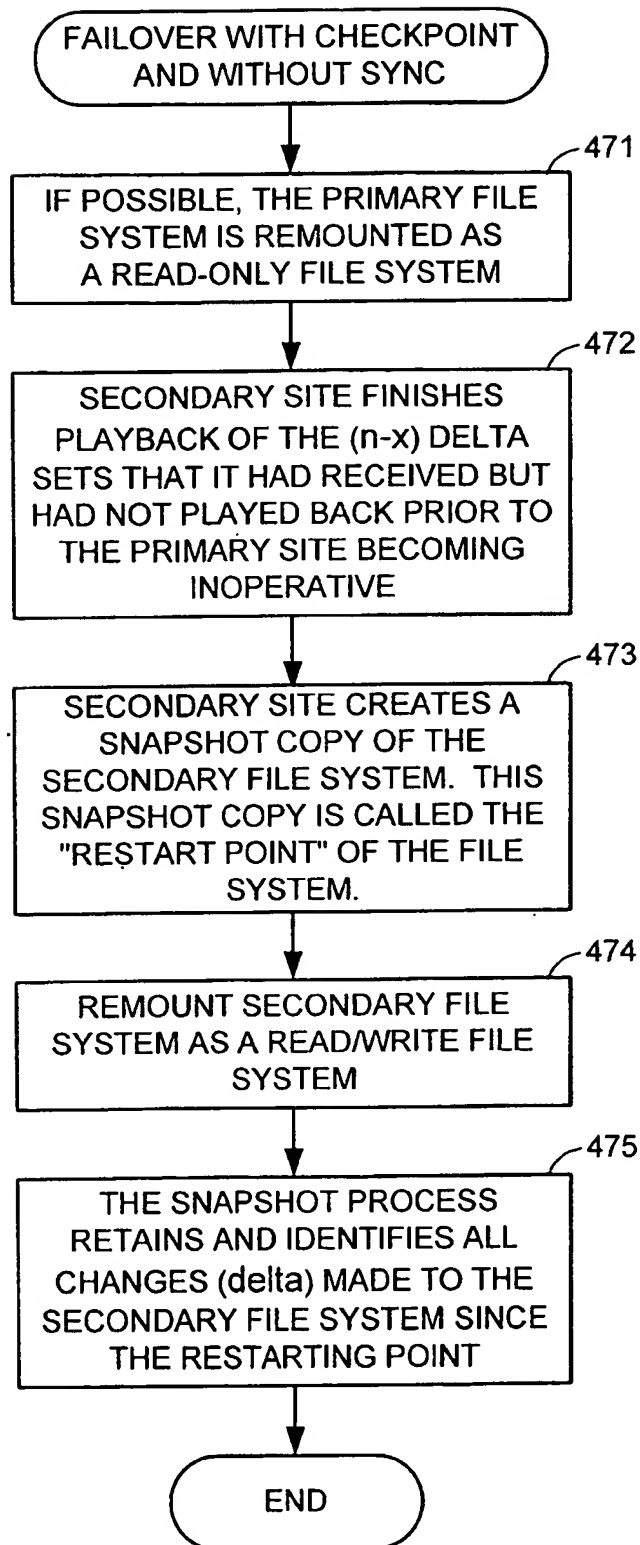 FAILOVER WITH CHECKPOINT
AND WITHOUT SYNC
471
IF POSSIBLE, THE PRIMARY FILE
SYSTEM IS REMOUNTED AS
A READ-ONLY FILE SYSTEM
472
SECONDARY SITE FINISHES
PLAYBACK OF THE (n-x) DELTA
SETS THAT IT HAD RECEIVED BUT
HAD NOT PLAYED BACK PRIOR TO
THE PRIMARY SITE BECOMING
INOPERATIVE
473
SECONDARY SITE CREATES A
SNAPSHOT COPY OF THE
SECONDARY FILE SYSTEM. THIS
SNAPSHOT COPY IS CALLED THE
"RESTART POINT" OF THE FILE
SYSTEM.
474
REMOUNT SECONDARY FILE
SYSTEM AS A READ/WRITE FILE
SYSTEM
475
THE SNAPSHOT PROCESS
RETAINS AND IDENTIFIES ALL
CHANGES (delta) MADE TO THE
SECONDARY FILE SYSTEM SINCE
THE RESTARTING POINT
END